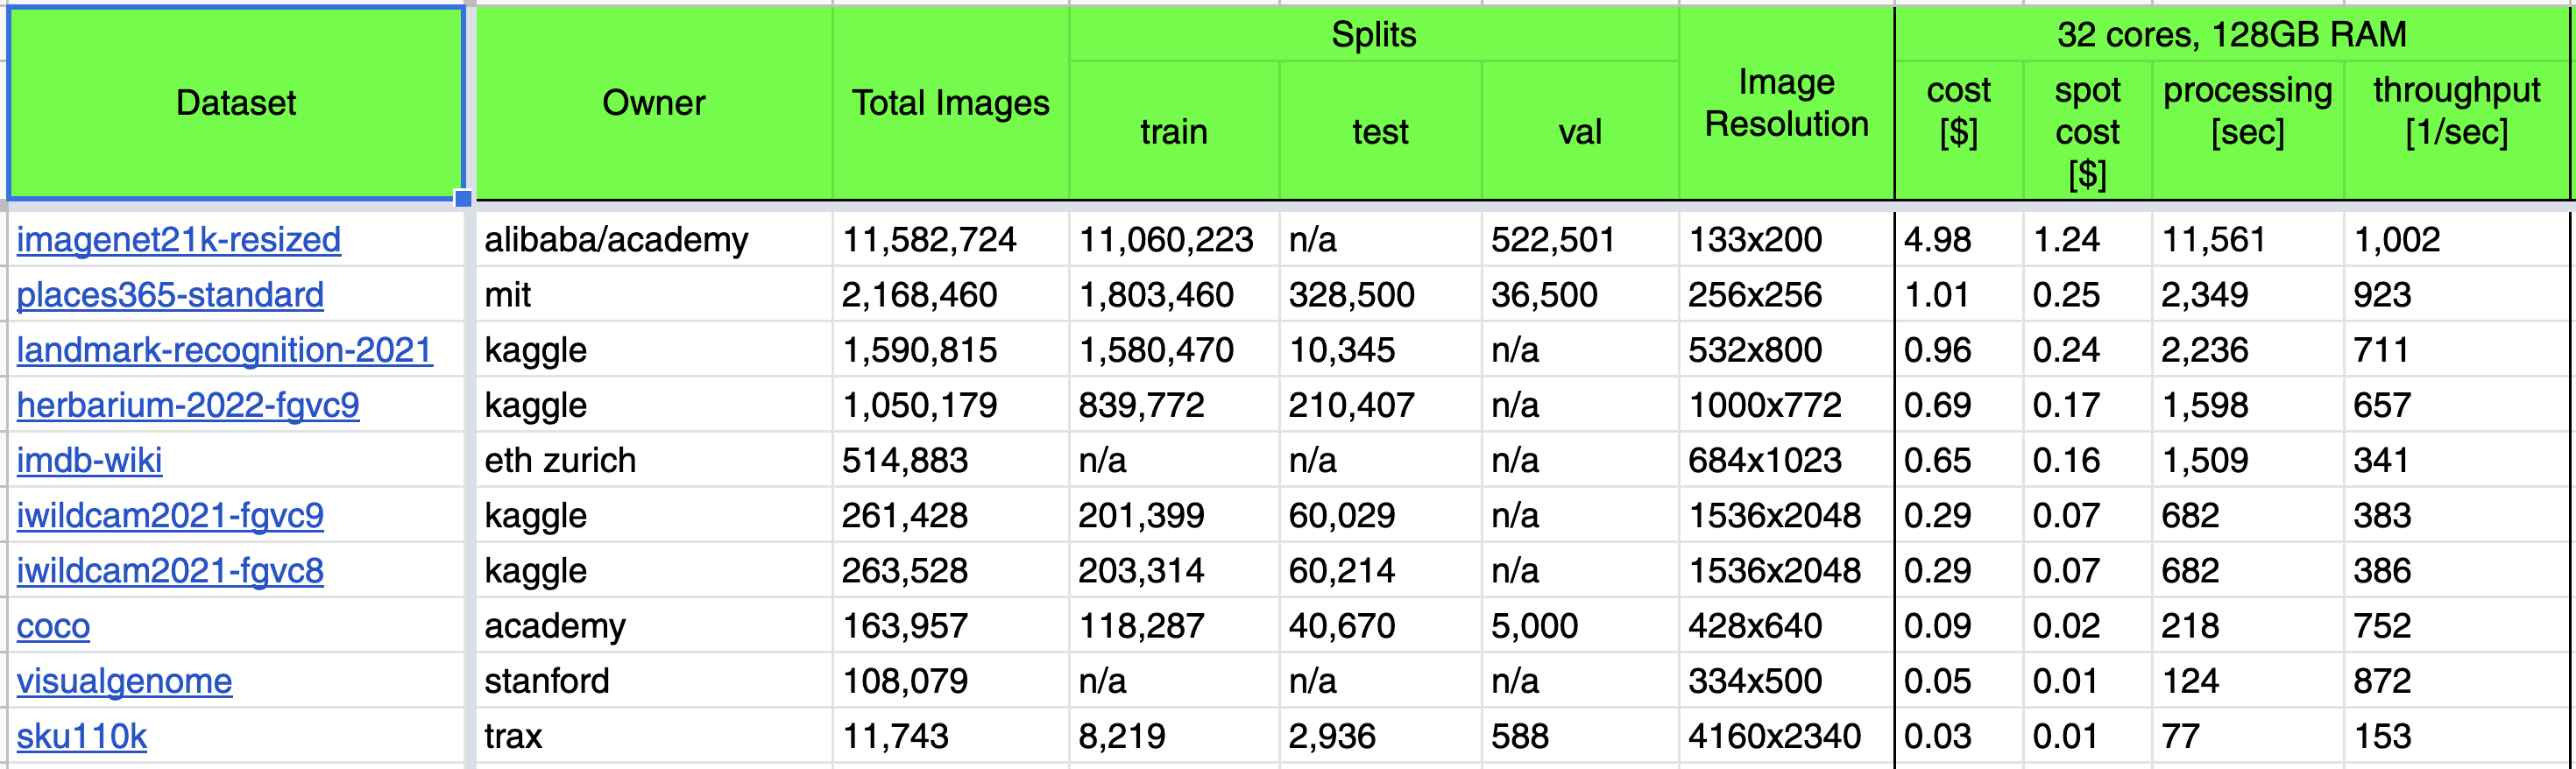 Dataset Owner Total Images Splits Image Resolution 32 cores, 128GB RAM
train test val cost [$] spot cost [$] processing [sec] throughput [1/sec]
imagenet21k-resized alibaba/academy 11,582,724 11,060,223 n/a 522,501 133x200 4.98 1.24 11,561 1,002
places365-standard mit 2,168,460 1,803,460 328,500 36,500 256x256 1.01 0.25 2,349 923
landmark-recognition-2021 kaggle 1,590,815 1,580,470 10,345 n/a 532x800 0.96 0.24 2,236 711
herbarium-2022-fgvc9 kaggle 1,050,179 839,772 210,407 n/a 1000x772 0.69 0.17 1,598 657
imdb-wiki eth zurich 514,883 n/a n/a n/a 684x1023 0.65 0.16 1,509 341
iwildcam2021-fgvc9 kaggle 261,428 201,399 60,029 n/a 1536x2048 0.29 0.07 682 383
iwildcam2021-fgvc8 kaggle 263,528 203,314 60,214 n/a 1536x2048 0.29 0.07 682 386
coco academy 163,957 118,287 40,670 5,000 428x640 0.09 0.02 218 752
visualgenome stanford 108,079 n/a n/a n/a 334x500 0.05 0.01 124 872
sku110k trax 11,743 8,219 2,936 588 4160x2340 0.03 0.01 77 153